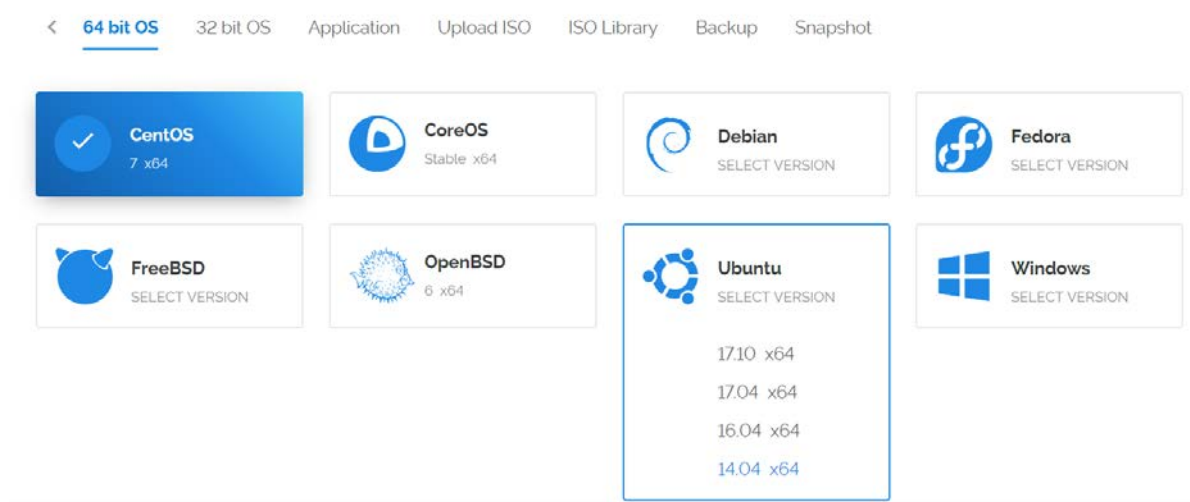 64 bit OS 32 bit OS Application Upload ISO ISO Library Backup Snapshot
CentOS
7 x64
CoreOS
Stable x64
Debian
SELECT VERSION
Fedora
SELECT VERSION
FreeBSD
SELECT VERSION
OpenBSD
6 x64
Ubuntu
SELECT VERSION
17.10 x64
17.04 x64
16.04 x64
14.04 x64
Windows
SELECT VERSION